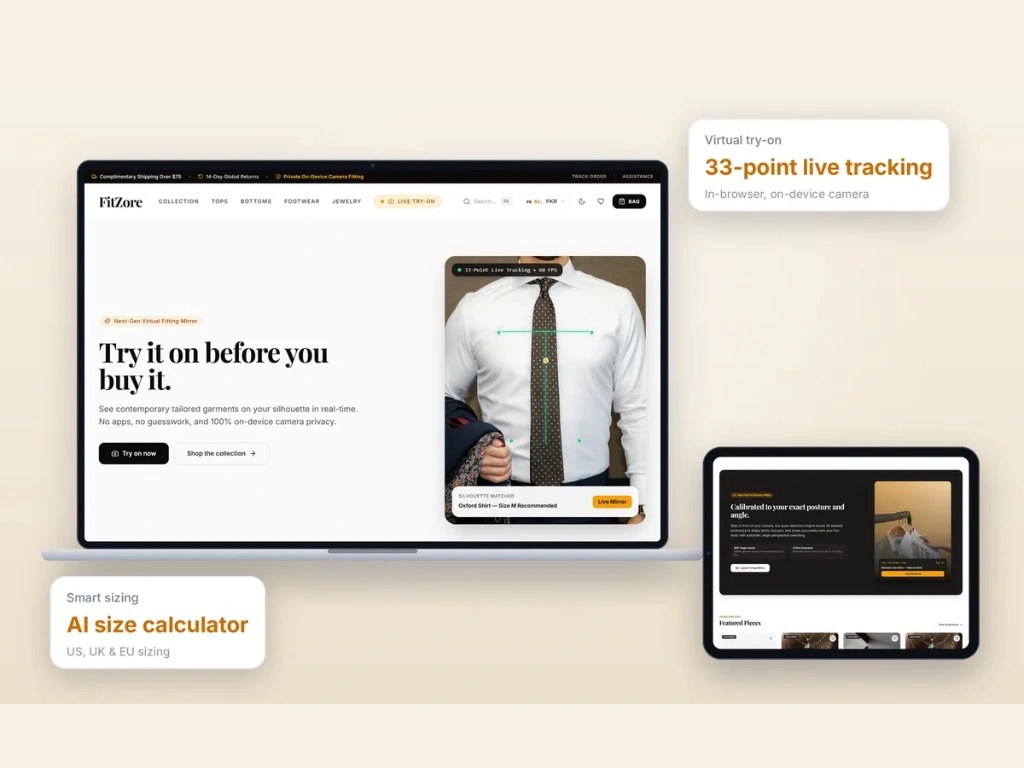 Virtual try-on
33-point live tracking
In-browser, on-device camera
Complimentary Shipping Over $75 • 14-Day Global Returns • Private On-Device Camera Fitting
TRACK ORDER ASSISTANCE
FitZore COLLECTION TOPS BOTTOMS FOOTWEAR JEWELRY LIVE TRY-ON Search... PKR BAG
33-Point Live Tracking • 60 FPS
Next-Gen Virtual Fitting Mirror
Try it on before you
buy it.
See contemporary tailored garments on your silhouette in real-time.
No apps, no guesswork, and 100% on-device camera privacy.
Try on now
Shop the collection →
SILHOUETTE MATCHED
Oxford Shirt — Size M Recommended
Live Mirror
Calibrated to your exact posture and
angle.
Featured Pieces
Smart sizing
AI size calculator
US, UK & EU sizing